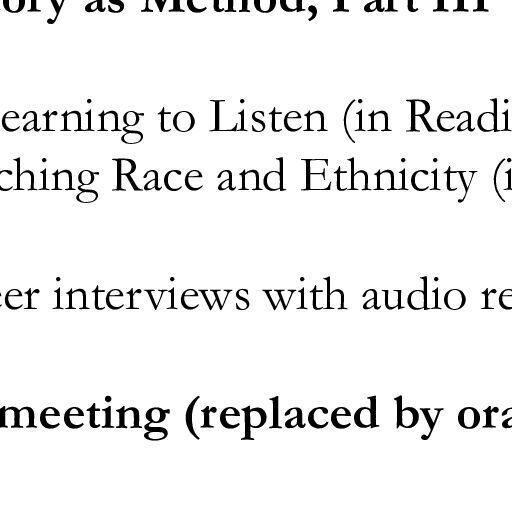 ory as Method, Part III
earning to Listen (in Readi
ching Race and Ethnicity (i
eer interviews with audio re
meeting (replaced by ora